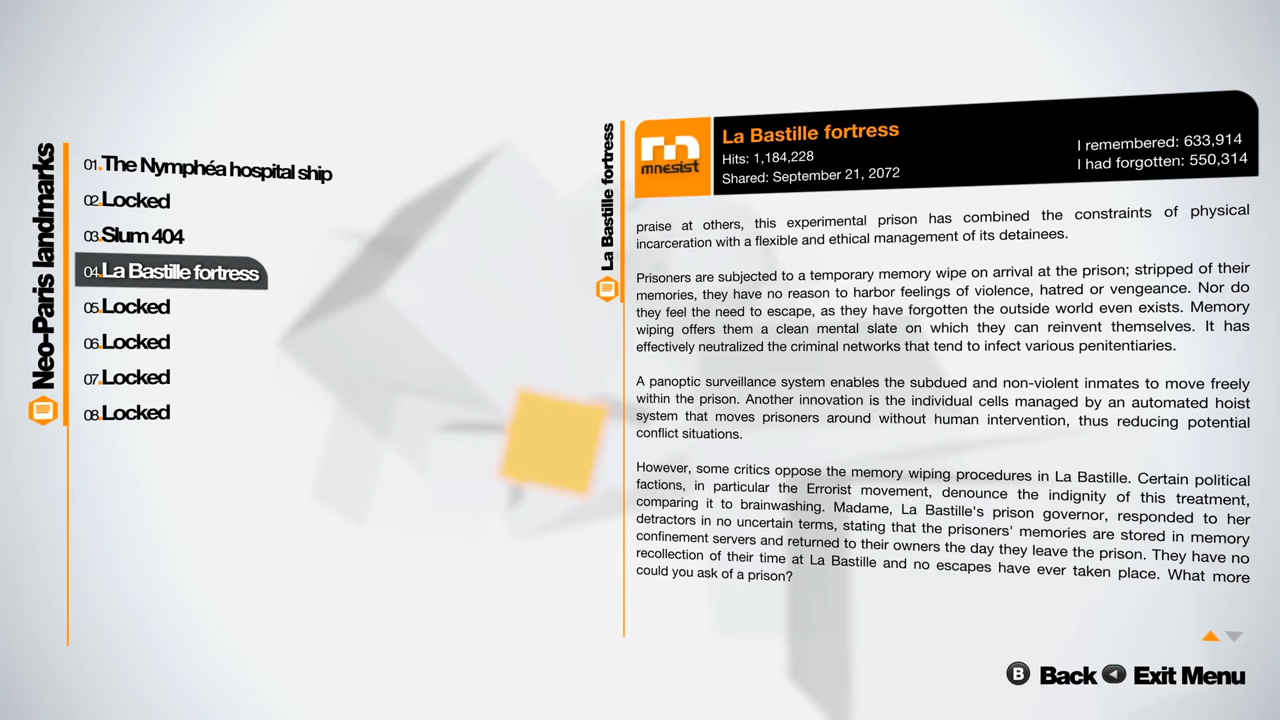 Neo-Paris landmarks
01.The Nymphéa hospital ship
02.Locked
03.Slum 404
04.La Bastille fortress
05.Locked
06.Locked
07.Locked
08.Locked
La Bastille fortress
mnesist
La Bastille fortress
Hits: 1,184,228
Shared: September 21, 2072
I remembered: 633,914
I had forgotten: 550,314
praise at others, this experimental prison has combined the constraints of physical
incarceration with a flexible and ethical management of its detainees.
Prisoners are subjected to a temporary memory wipe on arrival at the prison; stripped of their
memories, they have no reason to harbor feelings of violence, hatred or vengeance. Nor do
they feel the need to escape, as they have forgotten the outside world even exists. Memory
wiping offers them a clean mental slate on which they can reinvent themselves. It has
effectively neutralized the criminal networks that tend to infect various penitentiaries.
A panoptic surveillance system enables the subdued and non-violent inmates to move freely
within the prison. Another innovation is the individual cells managed by an automated hoist
system that moves prisoners around without human intervention, thus reducing potential
conflict situations.
However, some critics oppose the memory wiping procedures in La Bastille. Certain political
factions, in particular the Errorist movement, denounce the indignity of this treatment,
comparing it to brainwashing. Madame, La Bastille's prison governor, responded to her
detractors in no uncertain terms, stating that the prisoners' memories are stored in memory
confinement servers and returned to their owners the day they leave the prison. They have no
recollection of their time at La Bastille and no escapes have ever taken place. What more
could you ask of a prison?
B Back Exit Menu